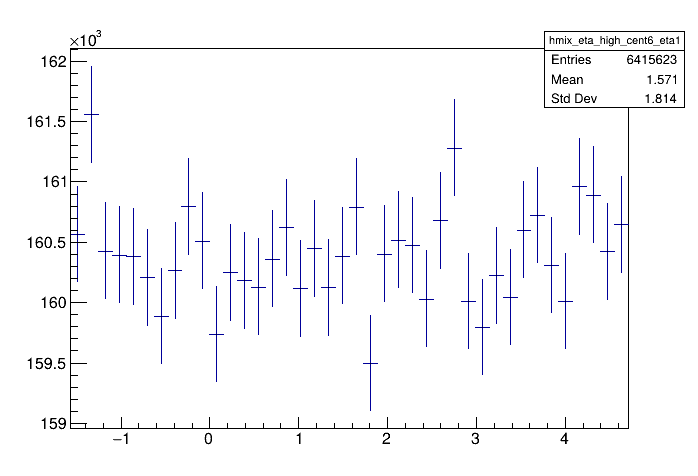 ×10³
hmix_eta_high_cent6_eta1
Entries 6415623
Mean 1.571
Std Dev 1.814
162
161.5
161
160.5
160
159.5
159
−1 0 1 2 3 4